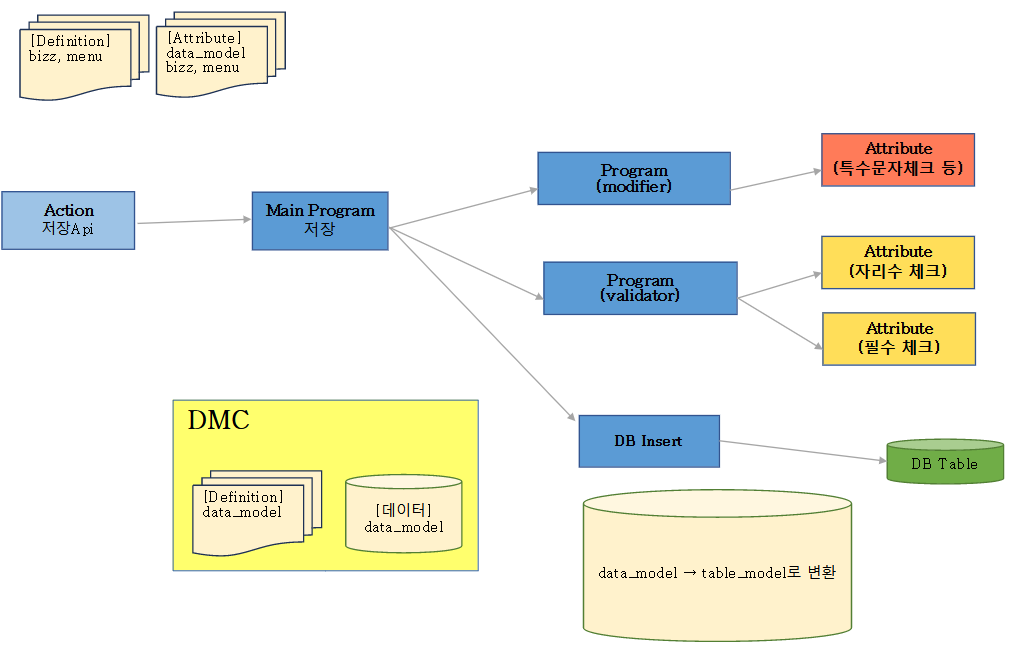 [Definition]
bizz, menu
[Attribute]
data_model
bizz, menu
Action
저장Api
Main Program
저장
Program
(modifier)
Attribute
(특수문자체크 등)
Program
(validator)
Attribute
(자리수 체크)
Attribute
(필수 체크)
DMC
[Definition]
data_model
[데이터]
data_model
DB Insert
DB Table
data_model → table_model로 변환